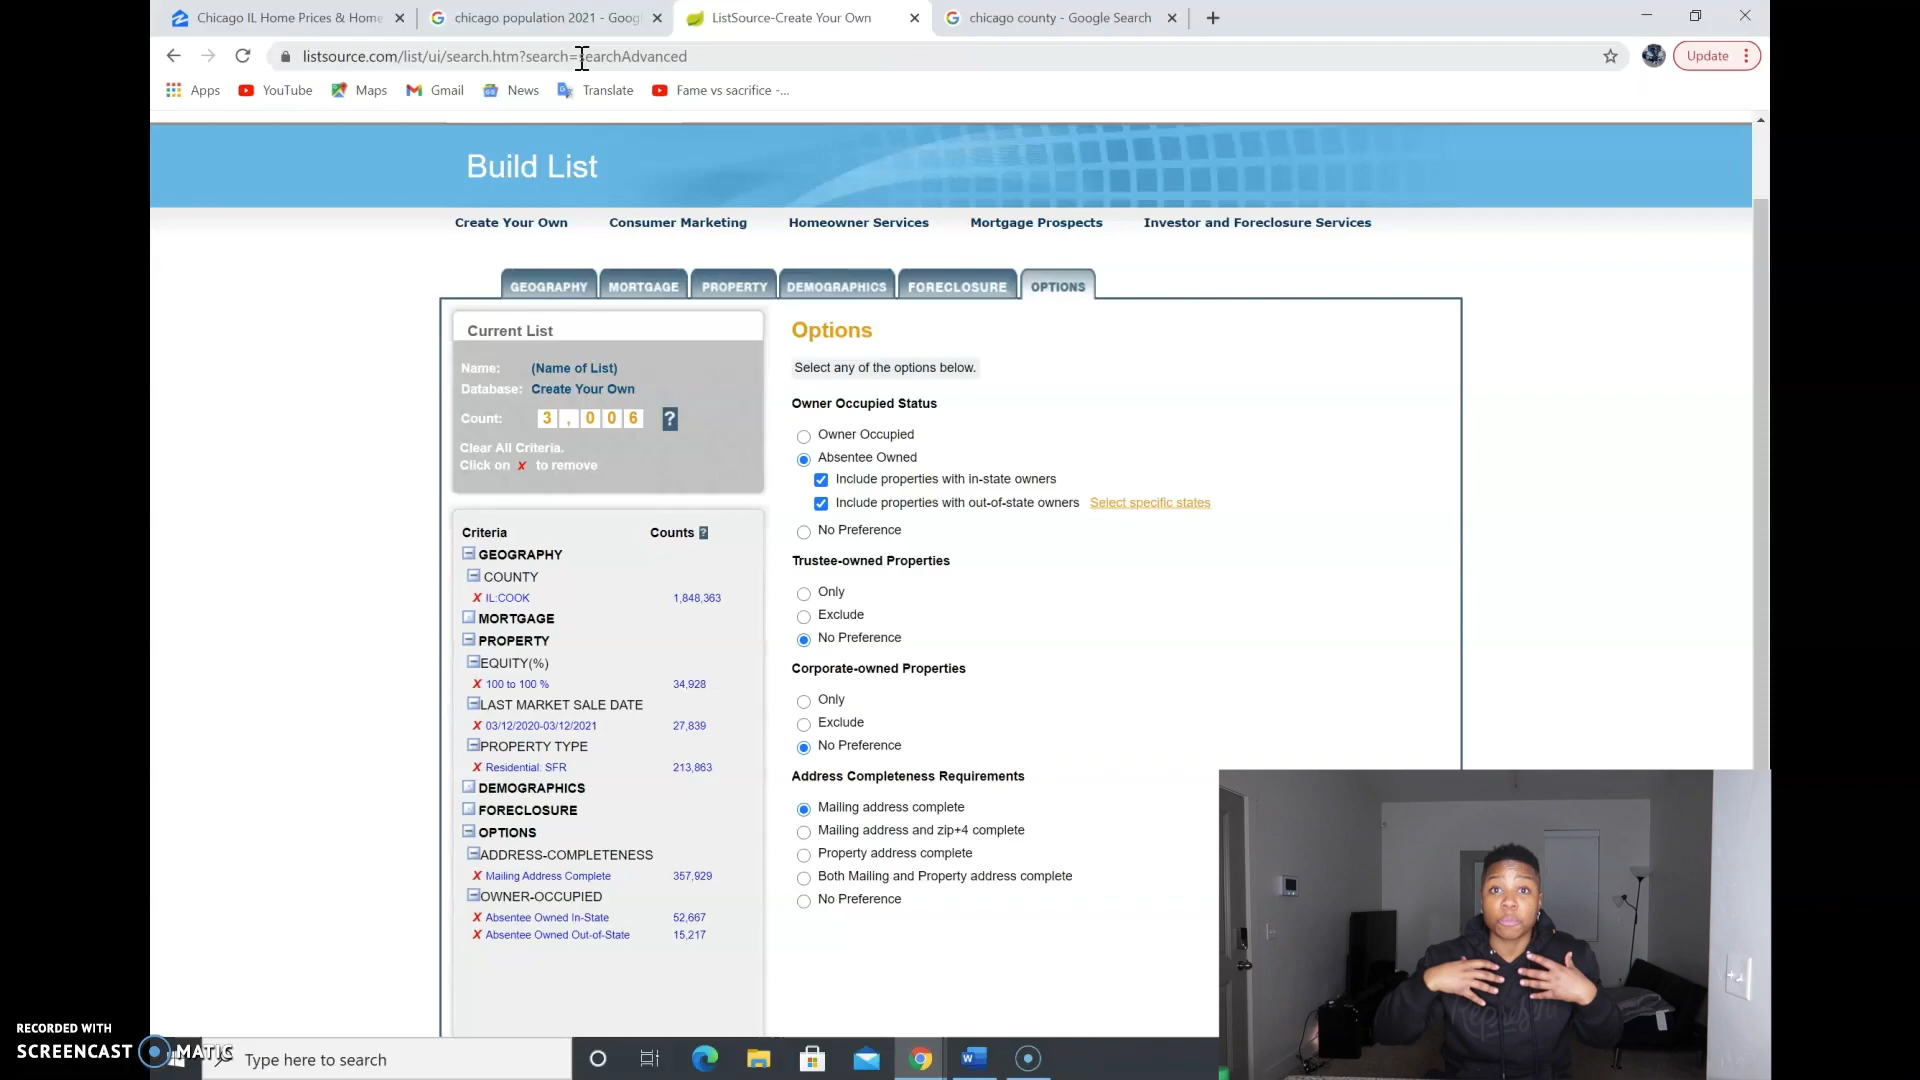 Chicago IL Home Prices & Home
chicago population 2021 - Goog
ListSource-Create Your Own
chicago county - Google Search
listsource.com/list/ui/search.htm?search=searchAdvanced
Update
Apps
YouTube
Maps
Gmail
News
Translate
Fame vs sacrifice -...
Build List
Create Your Own
Consumer Marketing
Homeowner Services
Mortgage Prospects
Investor and Foreclosure Services
GEOGRAPHY
MORTGAGE
PROPERTY
DEMOGRAPHICS
FORECLOSURE
OPTIONS
Current List
Name: (Name of List)
Database: Create Your Own
Count: 3,006 ?
Clear All Criteria.
Click on x to remove
Criteria Counts ?
GEOGRAPHY
COUNTY
X IL:COOK 1,848,363
MORTGAGE
PROPERTY
EQUITY(%)
X 100 to 100 % 34,928
LAST MARKET SALE DATE
X 03/12/2020-03/12/2021 27,839
PROPERTY TYPE
X Residential: SFR 213,863
DEMOGRAPHICS
FORECLOSURE
OPTIONS
ADDRESS-COMPLETENESS
X Mailing Address Complete 357,929
OWNER-OCCUPIED
X Absentee Owned In-State 52,667
X Absentee Owned Out-of-State 15,217
Options
Select any of the options below.
Owner Occupied Status
Owner Occupied
Absentee Owned
Include properties with in-state owners
Include properties with out-of-state owners Select specific states
No Preference
Trustee-owned Properties
Only
Exclude
No Preference
Corporate-owned Properties
Only
Exclude
No Preference
Address Completeness Requirements
Mailing address complete
Mailing address and zip+4 complete
Property address complete
Both Mailing and Property address complete
No Preference
RECORDED WITH
SCREENCAST MATIC
Type here to search